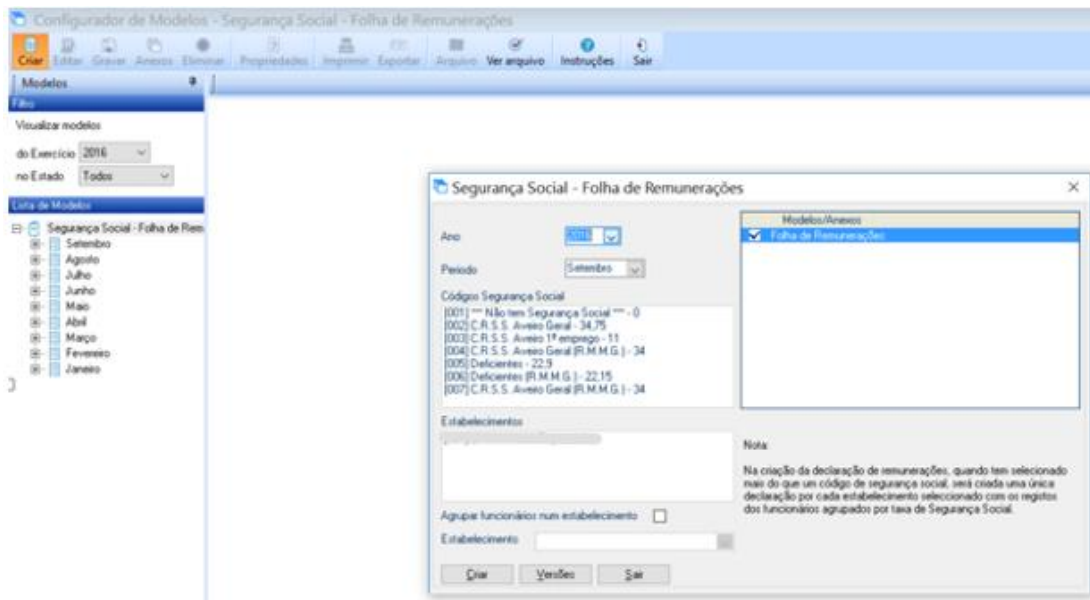 Configurador de Modelos - Segurança Social - Folha de Remunerações
Criar Editar Gravar Anexos Eliminar Propriedades Imprimir Exportar Arquivo Ver arquivo Instruções Sair
Modelos
Filtro
Visualizar modelos
do Exercício 2016
no Estado Todos
Lista de Modelos
Segurança Social - Folha de Rem
Setembro
Agosto
Julho
Junho
Maio
Abril
Março
Fevereiro
Janeiro
Segurança Social - Folha de Remunerações
Ano 2016
Periodo Setembro
Códigos Segurança Social
[001] *** Não tem Segurança Social *** - 0
[002] C.R.S.S. Aveiro Geral - 34,75
[003] C.R.S.S. Aveiro 1º emprego - 11
[004] C.R.S.S. Aveiro Geral (R.M.M.G.) - 34
[005] Deficientes - 22,9
[006] Deficientes (R.M.M.G.) - 22,15
[007] C.R.S.S. Aveiro Geral (R.M.M.G.) - 34
Estabelecimentos
Agrupar funcionários num estabelecimento
Estabelecimento
Criar Versões Sair
Modelos/Anexos
Folha de Remunerações
Nota:
Na criação da declaração de remunerações, quando tem selecionado
mais do que um código de segurança social, será criada uma única
declaração por cada estabelecimento seleccionado com os registos
dos funcionários agrupados por taxa de Segurança Social.